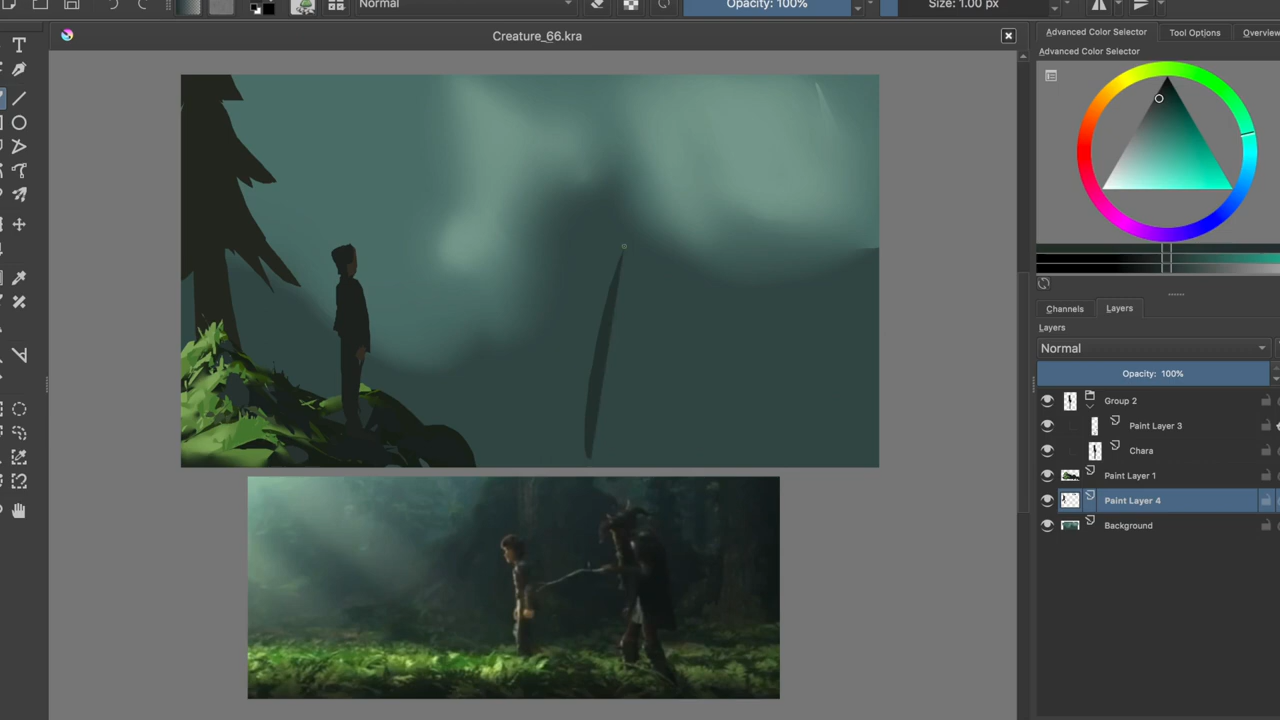 Normal
Opacity: 100%
Size: 1.00 px
Creature_66.kra
Advanced Color Selector
Tool Options
Overview
Advanced Color Selector
Channels
Layers
Layers
Normal
Opacity: 100%
Group 2
Paint Layer 3
Chara
Paint Layer 1
Paint Layer 4
Background